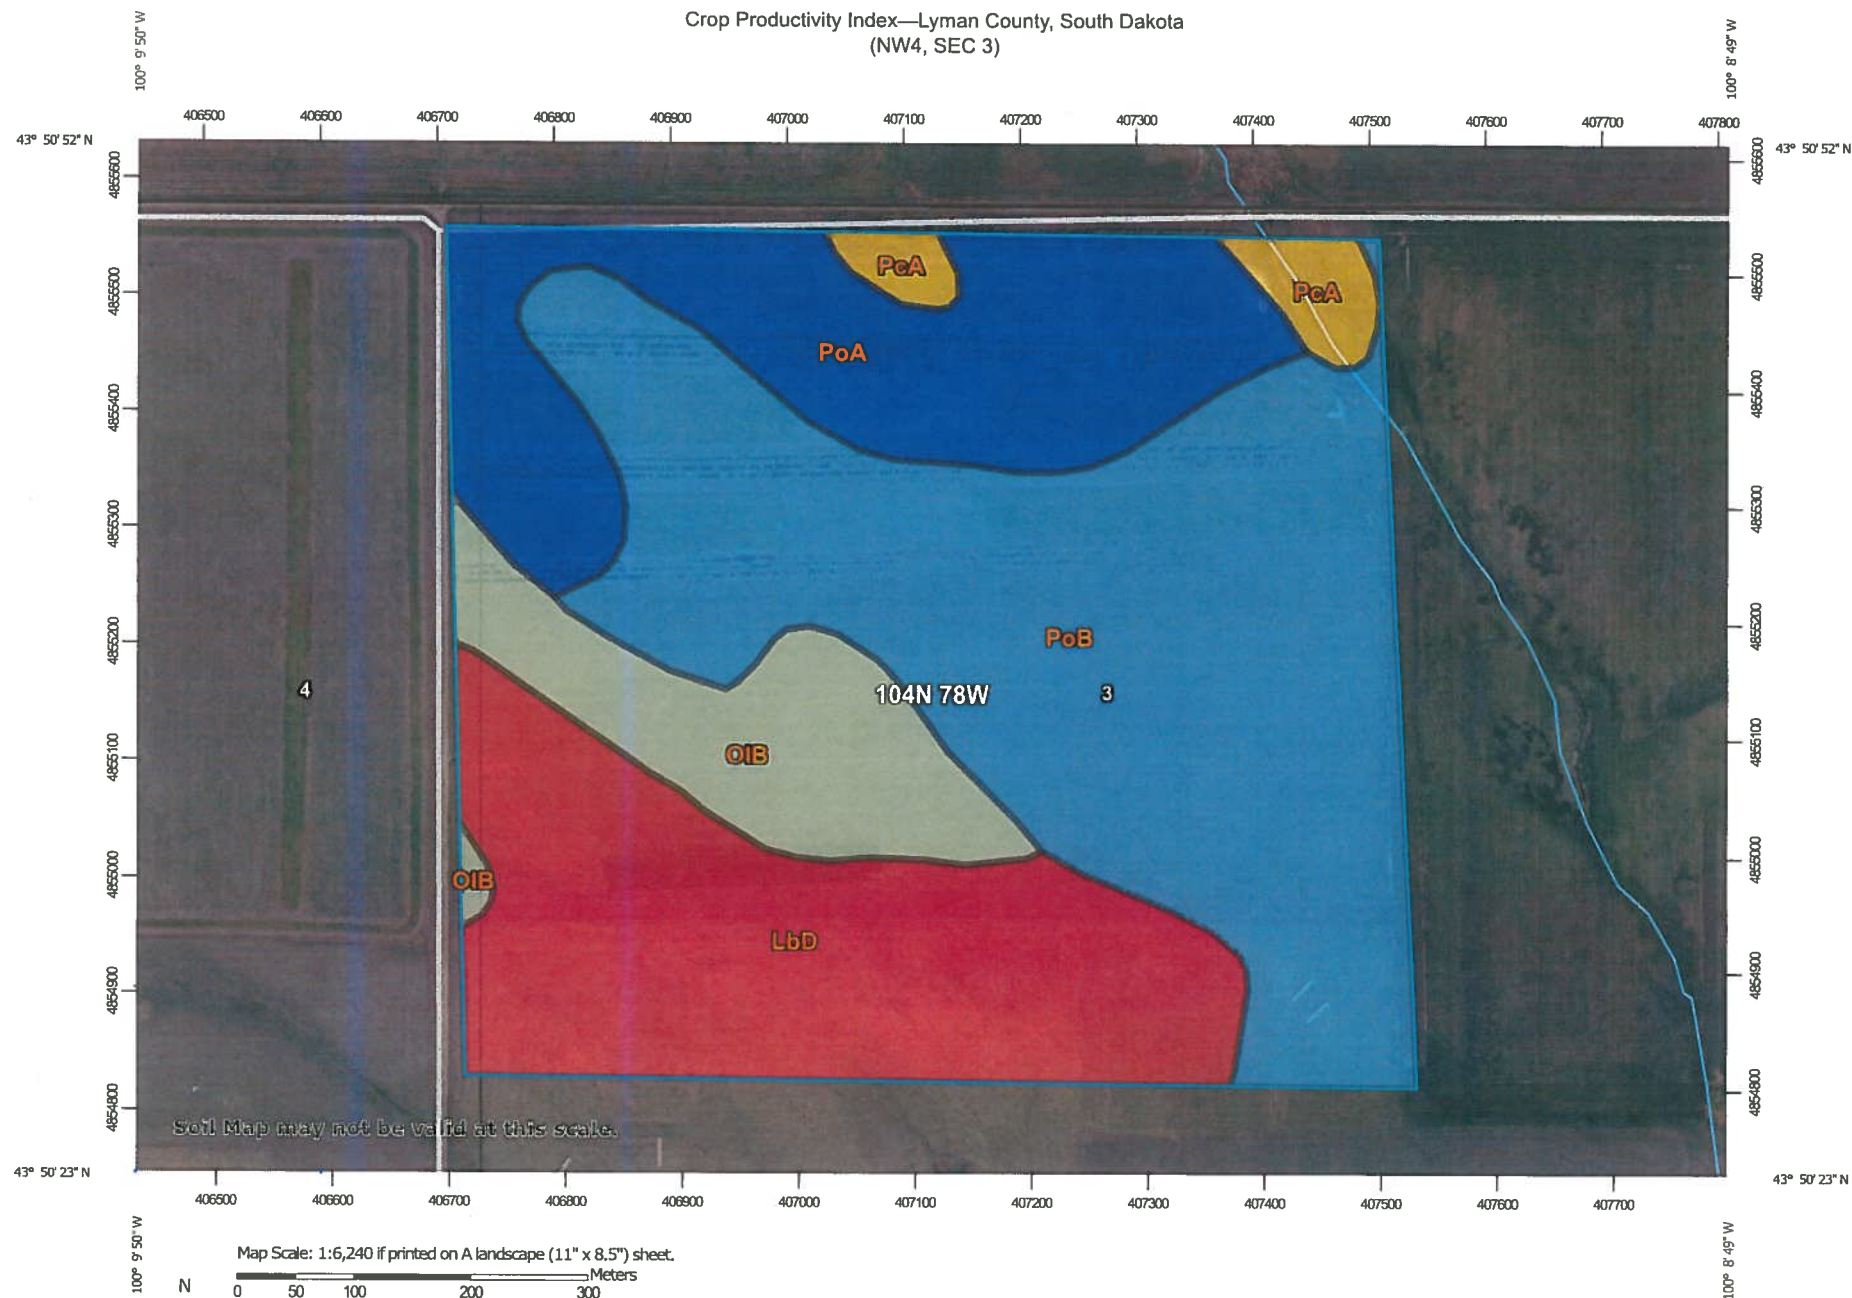 Crop Productivity Index—Lyman County, South Dakota
(NW4, SEC 3)
100° 9' 50" W
100° 8' 49" W
406500 406600 406700 406800 406900 407000 407100 407200 407300 407400 407500 407600 407700 407800
43° 50' 52" N
43° 50' 52" N
4855600
4855500
4855400
4855300
4855200
4855100
4855000
4854900
4854800
PcA
PcA
PoA
PoB
4
104N 78W
3
OlB
OlB
LbD
4855600
4855500
4855400
4855300
4855200
4855100
4855000
4854900
4854800
Soil Map may not be valid at this scale.
43° 50' 23" N
43° 50' 23" N
406500 406600 406700 406800 406900 407000 407100 407200 407300 407400 407500 407600 407700
100° 9' 50" W
100° 8' 49" W
Map Scale: 1:6,240 if printed on A landscape (11" x 8.5") sheet.
N
Meters
0 50 100 200 300